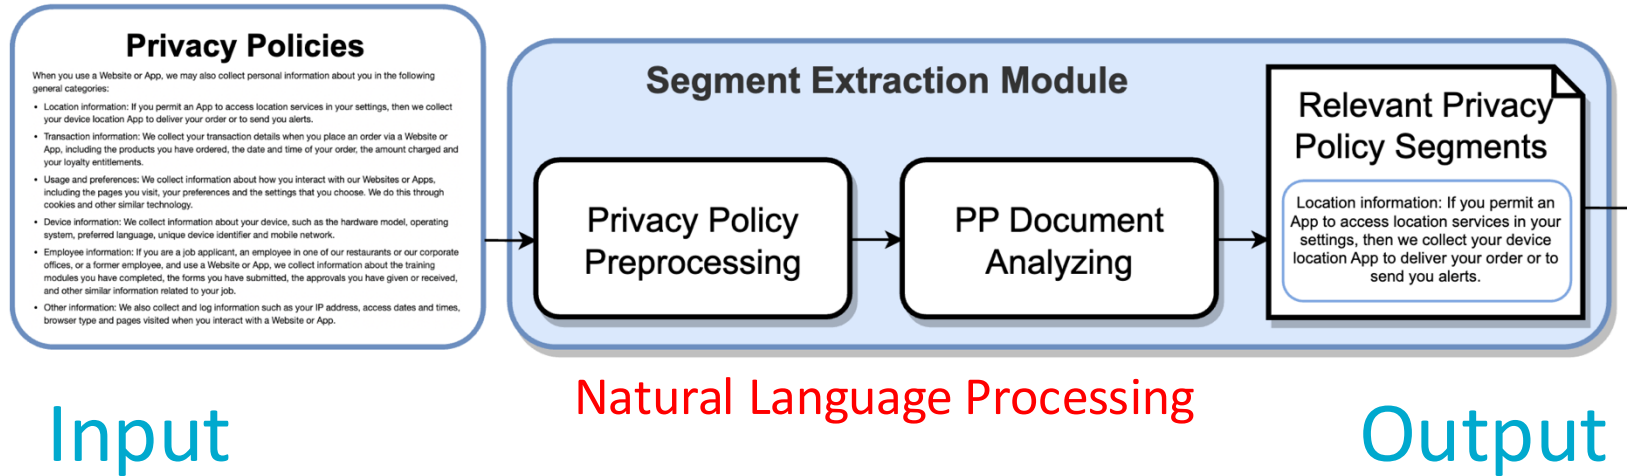 Privacy Policies
When you use a Website or App, we may also collect personal information about you in the following
general categories:
• Location information: If you permit an App to access location services in your settings, then we collect
your device location App to deliver your order or to send you alerts.
• Transaction information: We collect your transaction details when you place an order via a Website or
App, including the products you have ordered, the date and time of your order, the amount charged and
your loyalty entitlements.
• Usage and preferences: We collect information about how you interact with our Websites or Apps,
including the pages you visit, your preferences and the settings that you choose. We do this through
cookies and other similar technology.
• Device information: We collect information about your device, such as the hardware model, operating
system, preferred language, unique device identifier and mobile network.
• Employee information: If you are a job applicant, an employee in one of our restaurants or our corporate
offices, or a former employee, and use a Website or App, we collect information about the training
modules you have completed, the forms you have submitted, the approvals you have given or received,
and other similar information related to your job.
• Other information: We also collect and log information such as your IP address, access dates and times,
browser type and pages visited when you interact with a Website or App.
Segment Extraction Module
Privacy Policy
Preprocessing
PP Document
Analyzing
Relevant Privacy
Policy Segments
Location information: If you permit an
App to access location services in your
settings, then we collect your device
location App to deliver your order or to
send you alerts.
Natural Language Processing
Input
Output